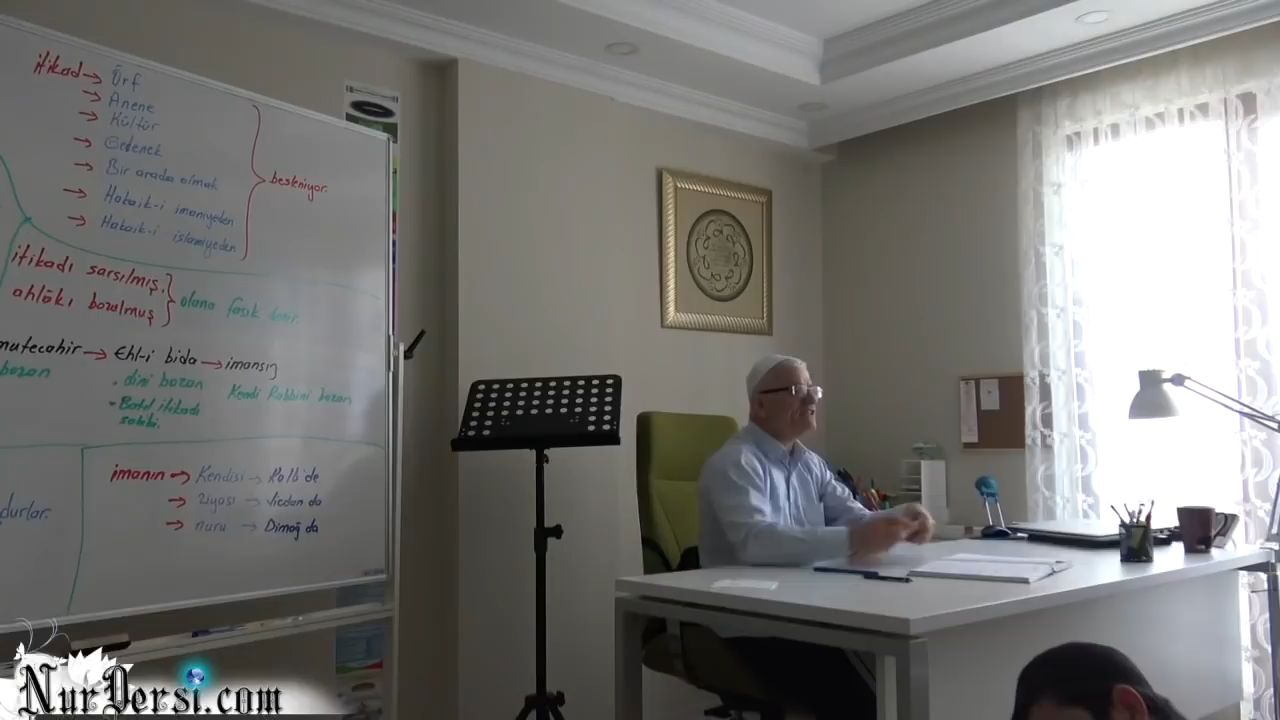 itikad → Örf
→ Anene
→ Kültür
→ Gedenek
→ Bir arada olmak
→ Hakaik-i imaniyeden
→ Hakaik-i islamiyeden
besleniyor.
itikadı sarsılmış.
ahlâkı bozulmuş
olana fasık denir.
mutecahir → Ehl-i bida → imansız
bozan
. dini bozan
Kendi Rabbini bozan
- Batıl itikadı
sahibi.
imanın → Kendisi → Kalb'de
→ Ziyası → Vicdan da
→ nuru → Dimağ da
durlar.
NurDersi.com